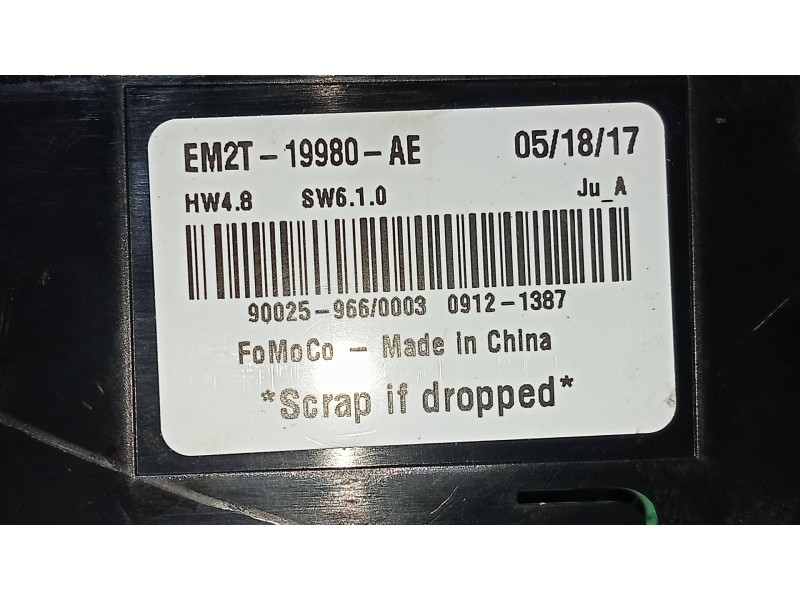 EM2T-19980-AE 05/18/17
HW4.8 SW6.1.0 Ju_A
90025-966/0003 0912-1387
FoMoCo - Made in China
*Scrap if dropped*